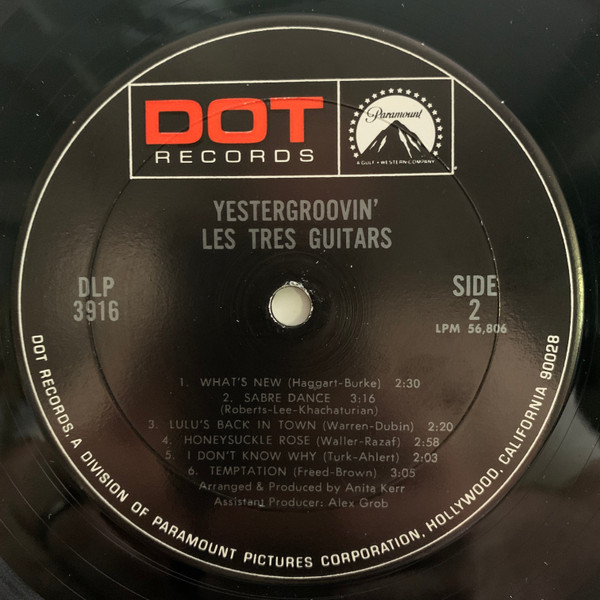 DOT
RECORDS
Paramount
A GULF + WESTERN COMPANY
YESTERGROOVIN'
LES TRES GUITARS
DLP
3916
SIDE
2
LPM 56,806
1. WHAT'S NEW (Haggart-Burke) 2:30
2. SABRE DANCE 3:16
(Roberts-Lee-Khachaturian)
3. LULU'S BACK IN TOWN (Warren-Dubin) 2:20
4. HONEYSUCKLE ROSE (Waller-Razaf) 2:58
5. I DON'T KNOW WHY (Turk-Ahlert) 2:03
6. TEMPTATION (Freed-Brown) 3:05
Arranged & Produced by Anita Kerr
Assistant Producer: Alex Grob
DOT RECORDS, A DIVISION OF PARAMOUNT PICTURES CORPORATION, HOLLYWOOD, CALIFORNIA 90028